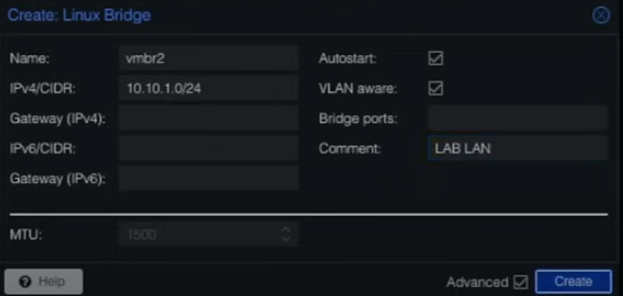 Create: Linux Bridge
Name: vmbr2 Autostart:
IPv4/CIDR: 10.10.1.0/24 VLAN aware:
Gateway (IPv4): Bridge ports:
IPv6/CIDR: Comment: LAB LAN
Gateway (IPv6):
MTU: 1500
Help Advanced Create